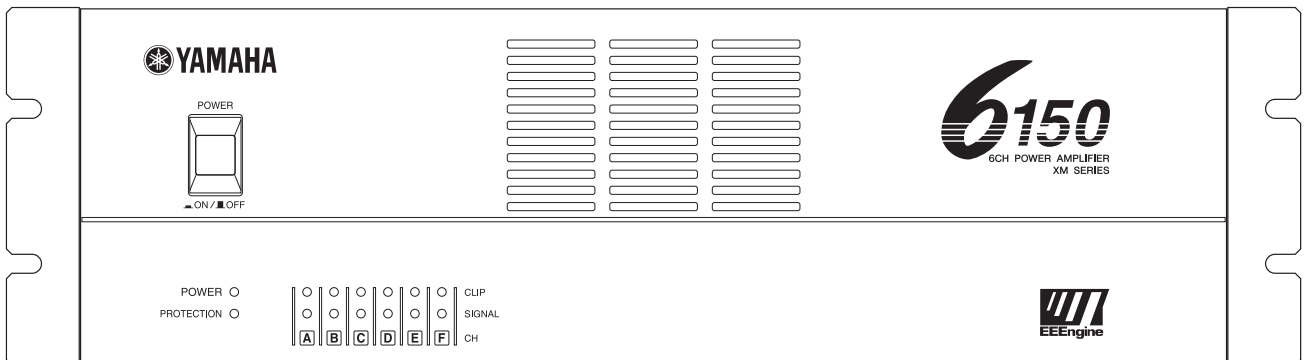 YAMAHA
POWER
ON / OFF
6150
6CH POWER AMPLIFIER
XM SERIES
POWER
PROTECTION
CLIP
SIGNAL
A B C D E F CH
EEEngine